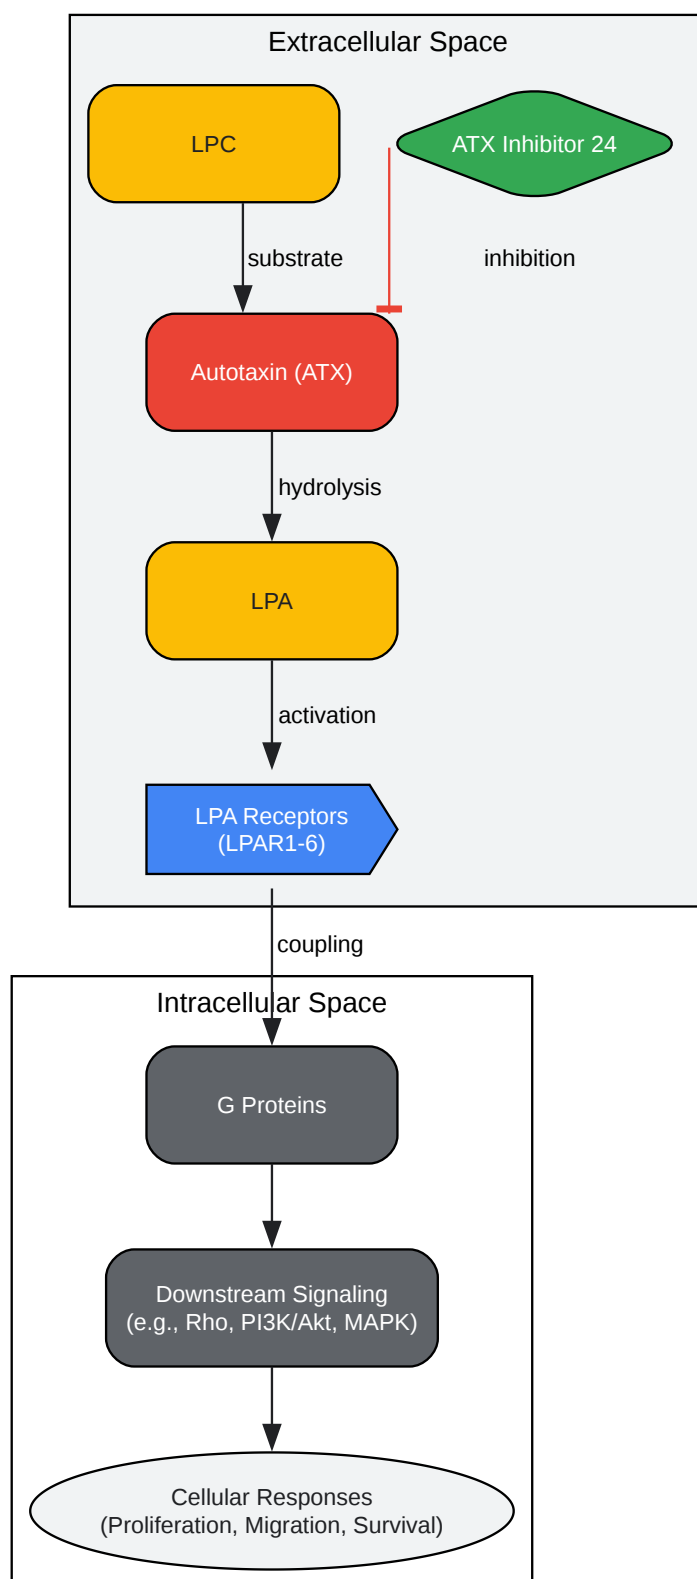 Extracellular Space
LPC
ATX Inhibitor 24
substrate
inhibition
Autotaxin (ATX)
hydrolysis
LPA
activation
LPA Receptors
(LPAR1-6)
coupling
Intracellular Space
G Proteins
Downstream Signaling
(e.g., Rho, PI3K/Akt, MAPK)
Cellular Responses
(Proliferation, Migration, Survival)